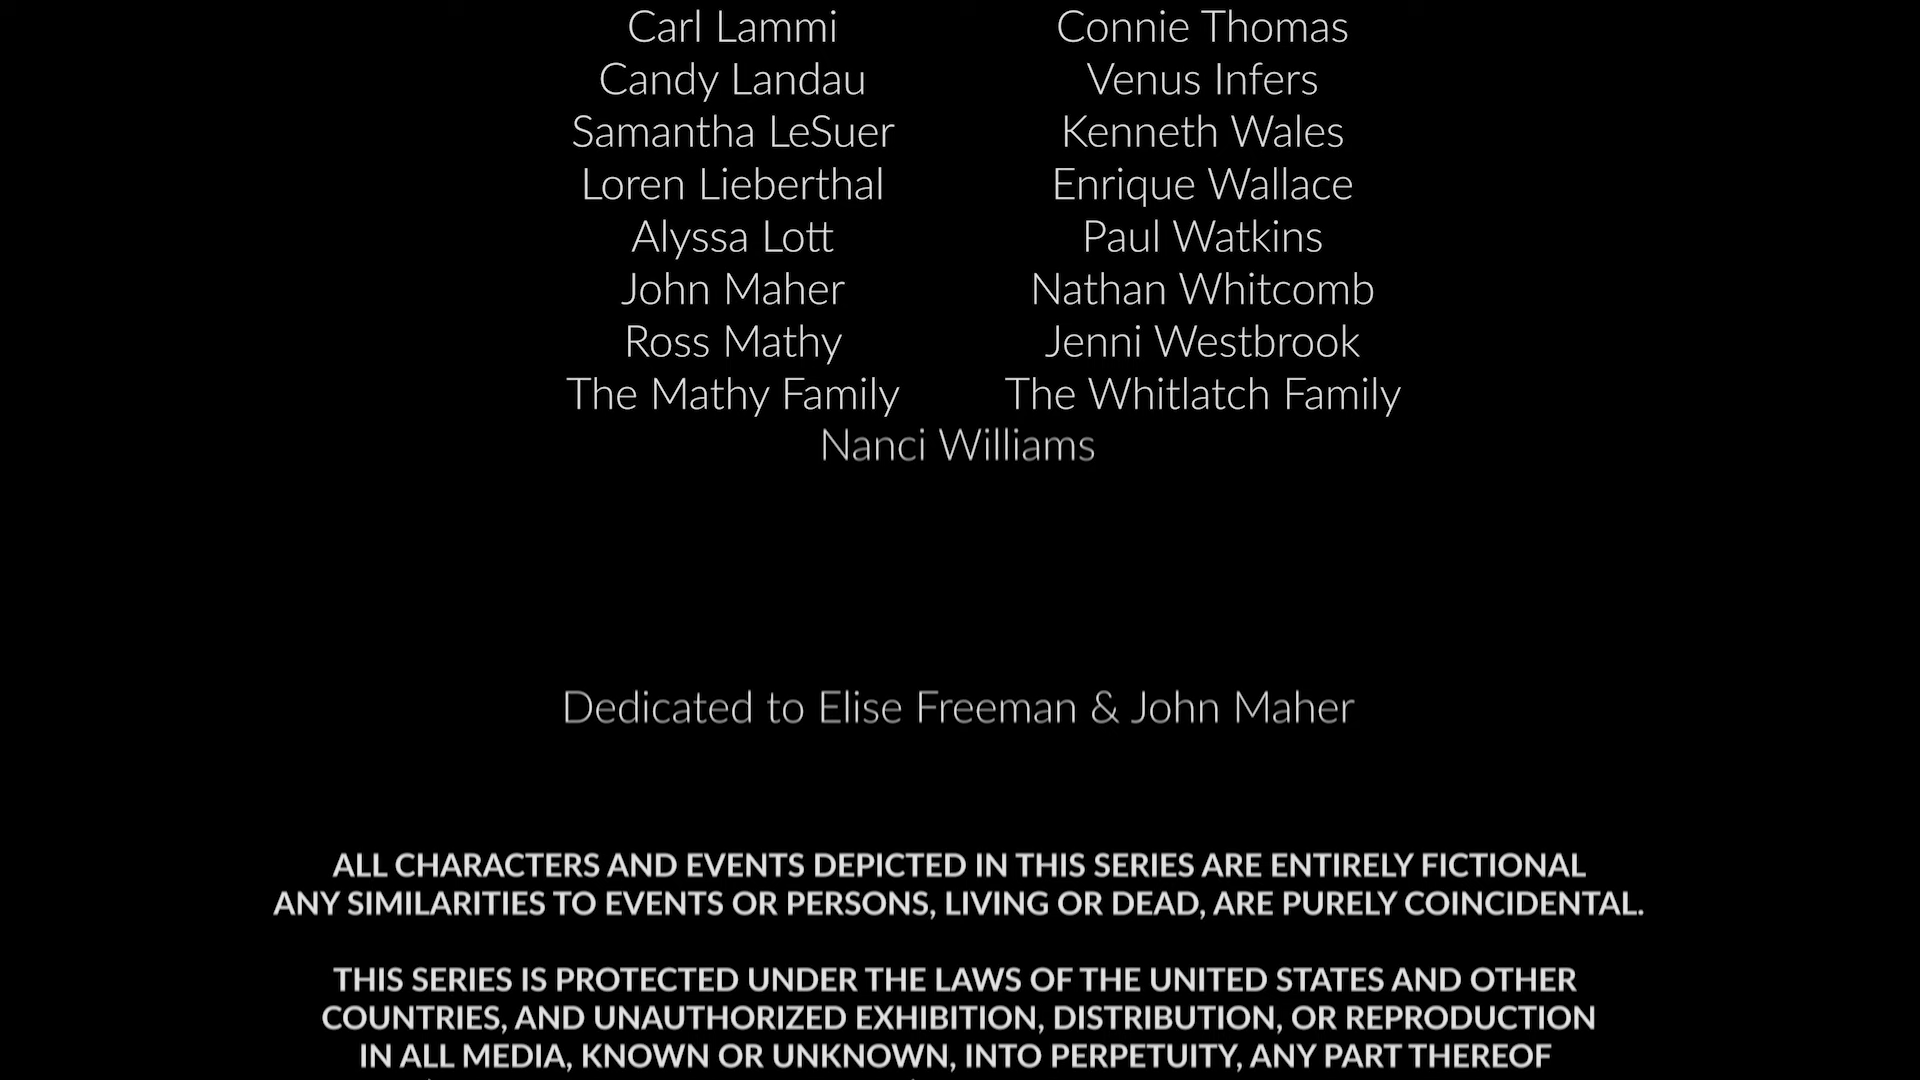 Carl Lammi Connie Thomas
Candy Landau Venus Infers
Samantha LeSuer Kenneth Wales
Loren Lieberthal Enrique Wallace
Alyssa Lott Paul Watkins
John Maher Nathan Whitcomb
Ross Mathy Jenni Westbrook
The Mathy Family The Whitlatch Family
Nanci Williams
Dedicated to Elise Freeman & John Maher
ALL CHARACTERS AND EVENTS DEPICTED IN THIS SERIES ARE ENTIRELY FICTIONAL
ANY SIMILARITIES TO EVENTS OR PERSONS, LIVING OR DEAD, ARE PURELY COINCIDENTAL.
THIS SERIES IS PROTECTED UNDER THE LAWS OF THE UNITED STATES AND OTHER
COUNTRIES, AND UNAUTHORIZED EXHIBITION, DISTRIBUTION, OR REPRODUCTION
IN ALL MEDIA, KNOWN OR UNKNOWN, INTO PERPETUITY, ANY PART THEREOF